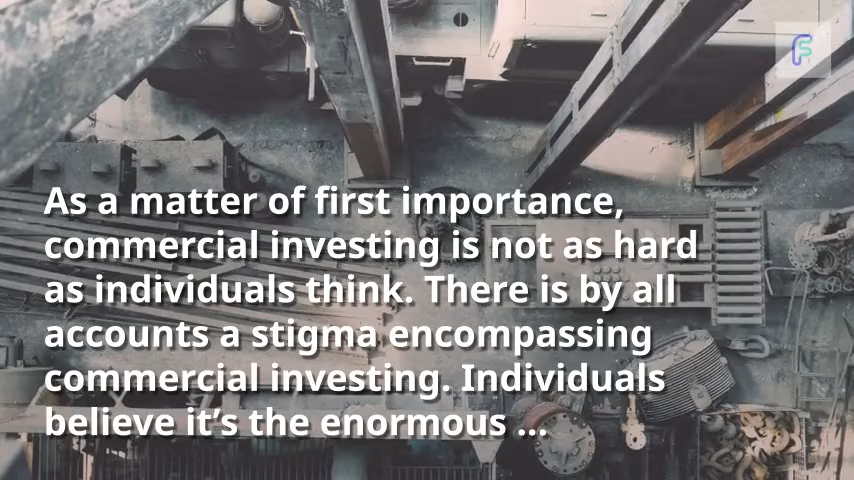 As a matter of first importance,
commercial investing is not as hard
as individuals think. There is by all
accounts a stigma encompassing
commercial investing. Individuals
believe it’s the enormous ...